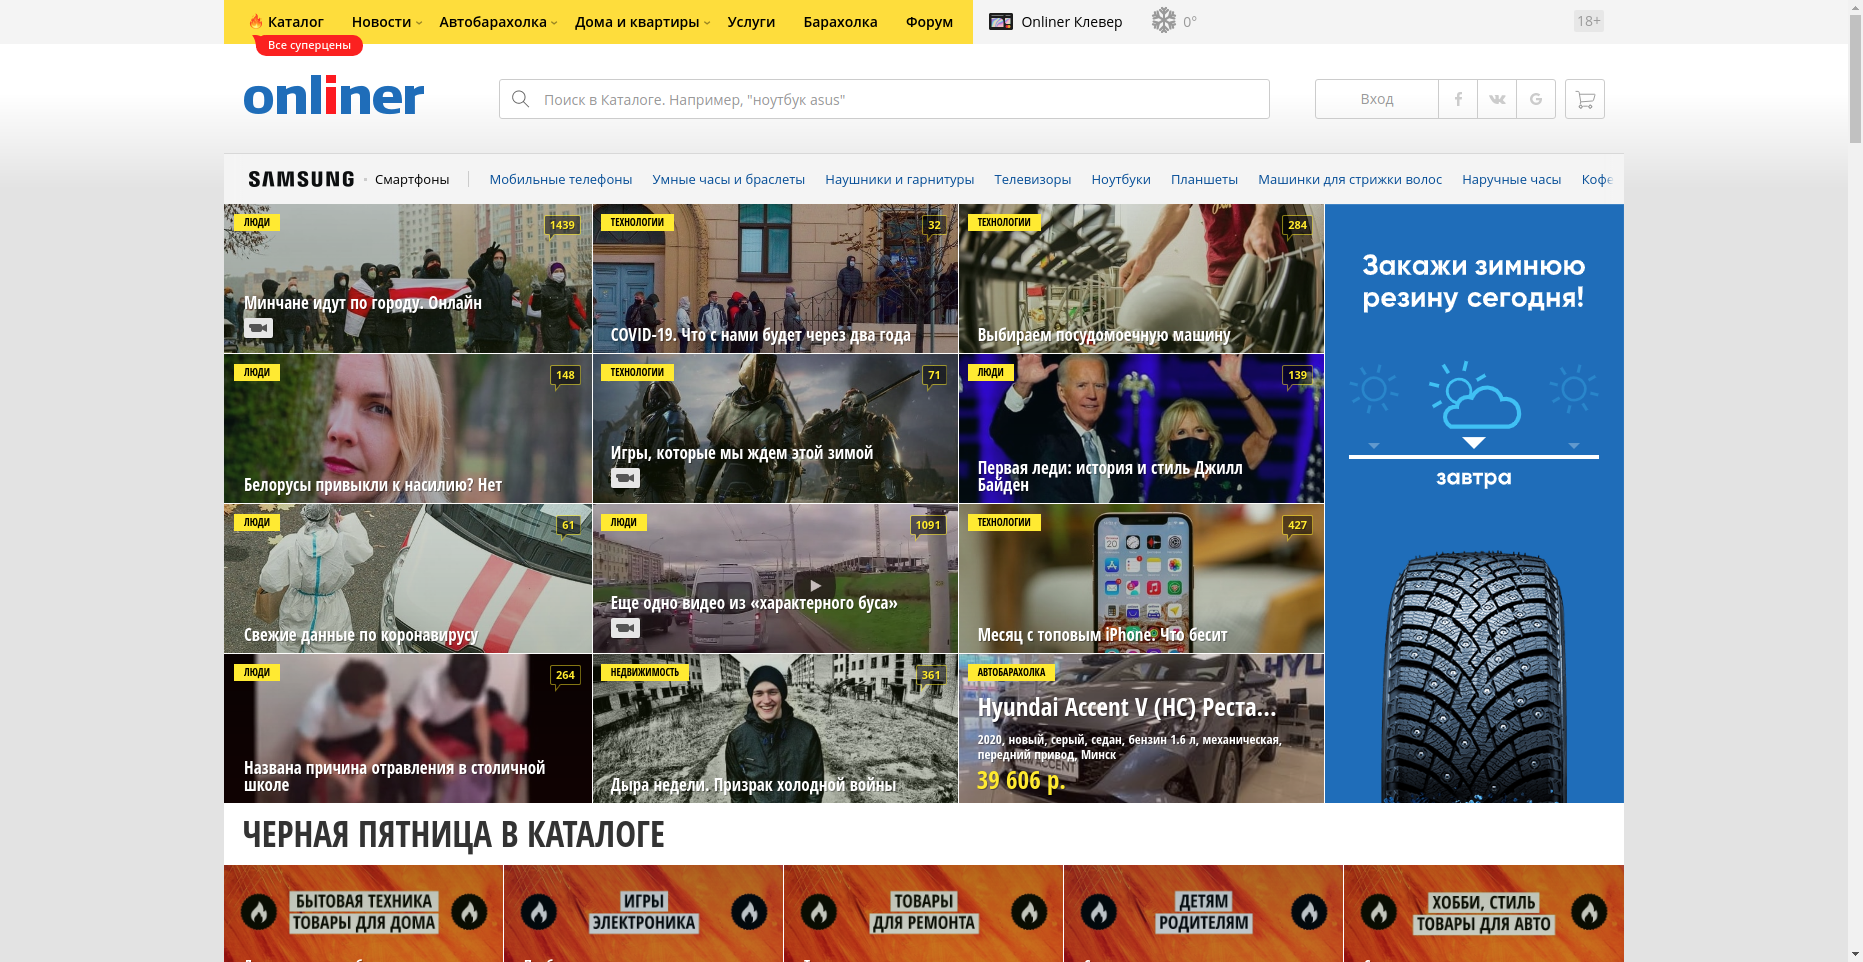 Каталог Новости Автобарахолка Дома и квартиры Услуги Барахолка Форум Onliner Клевер 0° 18+
Все суперцены
onliner
Поиск в Каталоге. Например, "ноутбук asus"
Вход
SAMSUNG Смартфоны Мобильные телефоны Умные часы и браслеты Наушники и гарнитуры Телевизоры Ноутбуки Планшеты Машинки для стрижки волос Наручные часы Кофе
ЛЮДИ 1439
Минчане идут по городу. Онлайн
ТЕХНОЛОГИИ 32
COVID-19. Что с нами будет через два года
ТЕХНОЛОГИИ 284
Выбираем посудомоечную машину
Закажи зимнюю
резину сегодня!
завтра
ЛЮДИ 148
Белорусы привыкли к насилию? Нет
ТЕХНОЛОГИИ 71
Игры, которые мы ждем этой зимой
ЛЮДИ 139
Первая леди: история и стиль Джилл
Байден
ЛЮДИ 61
Свежие данные по коронавирусу
ЛЮДИ 1091
Еще одно видео из «характерного буса»
ТЕХНОЛОГИИ 427
Месяц с топовым iPhone. Что бесит
ЛЮДИ 264
Названа причина отравления в столичной
школе
НЕДВИЖИМОСТЬ 361
Дыра недели. Призрак холодной войны
АВТОБАРАХОЛКА
Hyundai Accent V (HC) Реста...
2020, новый, серый, седан, бензин 1.6 л, механическая,
передний привод, Минск
39 606 р.
ЧЕРНАЯ ПЯТНИЦА В КАТАЛОГЕ
БЫТОВАЯ ТЕХНИКА
ТОВАРЫ ДЛЯ ДОМА
ИГРЫ
ЭЛЕКТРОНИКА
ТОВАРЫ
ДЛЯ РЕМОНТА
ДЕТЯМ
РОДИТЕЛЯМ
ХОББИ, СТИЛЬ
ТОВАРЫ ДЛЯ АВТО